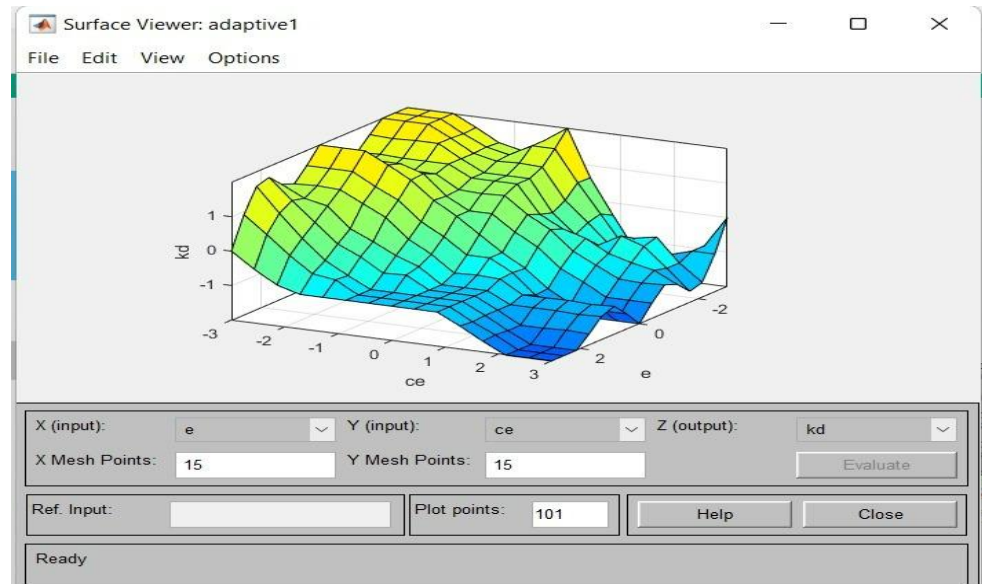 Surface Viewer: adaptive1
File Edit View Options
1
0
-1
kd
-3
-2
-1
0
1
2
3
ce
2
0
-2
e
X (input): e Y (input): ce Z (output): kd
X Mesh Points: 15 Y Mesh Points: 15 Evaluate
Ref. Input: Plot points: 101 Help Close
Ready